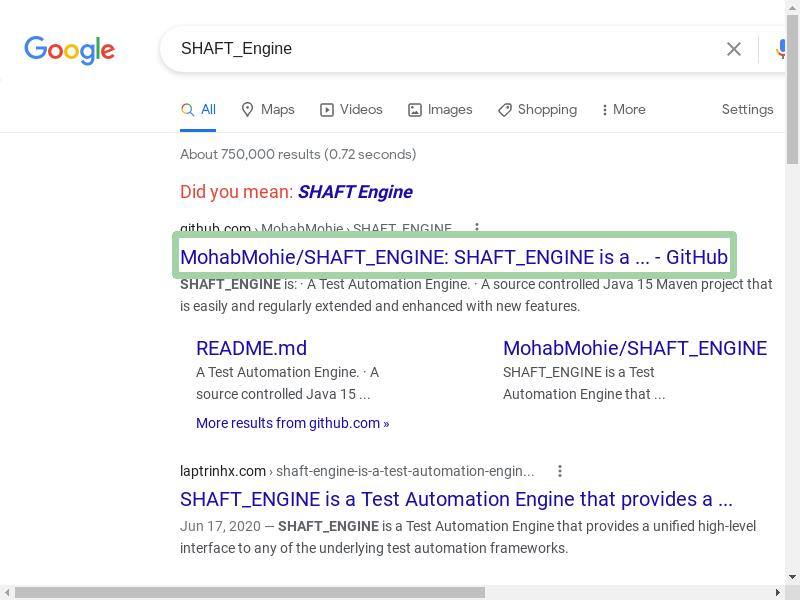 Google
SHAFT_Engine
All Maps Videos Images Shopping More Settings
About 750,000 results (0.72 seconds)
Did you mean: SHAFT Engine
github.com › MohabMohie › SHAFT_ENGINE
MohabMohie/SHAFT_ENGINE: SHAFT_ENGINE is a ... - GitHub
SHAFT_ENGINE is: · A Test Automation Engine. · A source controlled Java 15 Maven project that
is easily and regularly extended and enhanced with new features.
README.md
A Test Automation Engine. · A
source controlled Java 15 ...
MohabMohie/SHAFT_ENGINE
SHAFT_ENGINE is a Test
Automation Engine that ...
More results from github.com »
laptrinhx.com › shaft-engine-is-a-test-automation-engin...
SHAFT_ENGINE is a Test Automation Engine that provides a ...
Jun 17, 2020 — SHAFT_ENGINE is a Test Automation Engine that provides a unified high-level
interface to any of the underlying test automation frameworks.